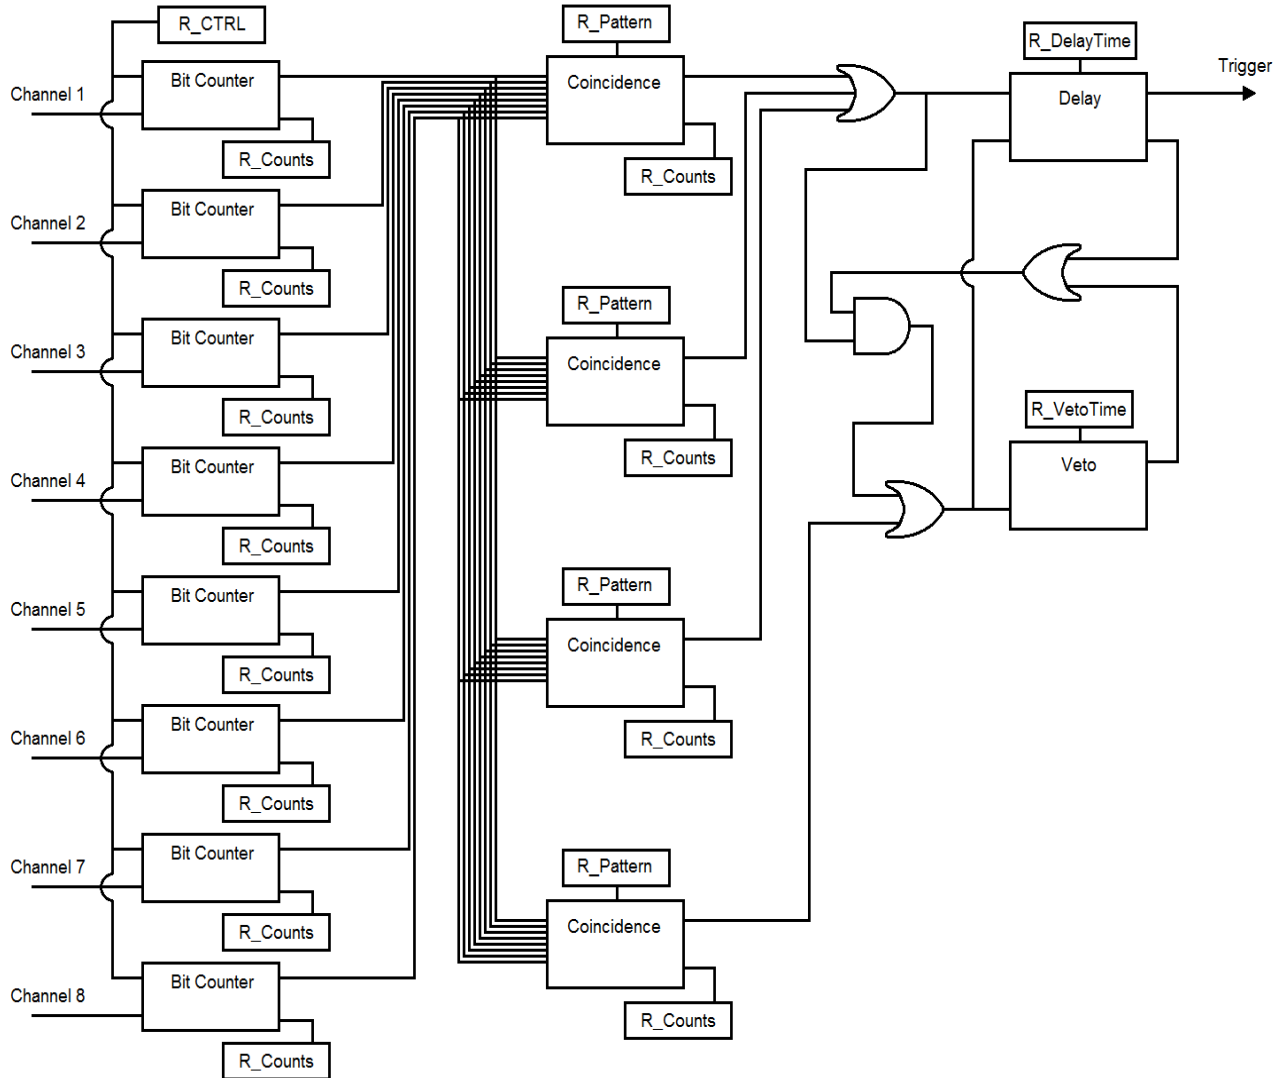 R_CTRL
R_Pattern
R_DelayTime
Trigger
Channel 1
Bit Counter
Coincidence
Delay
R_Counts
R_Counts
Channel 2
Bit Counter
R_Counts
R_Pattern
Channel 3
Bit Counter
Coincidence
R_Counts
R_VetoTime
Channel 4
Bit Counter
R_Counts
Veto
R_Counts
Channel 5
Bit Counter
R_Pattern
Coincidence
R_Counts
Channel 6
Bit Counter
R_Counts
R_Counts
Channel 7
Bit Counter
R_Pattern
Coincidence
R_Counts
Channel 8
Bit Counter
R_Counts
R_Counts